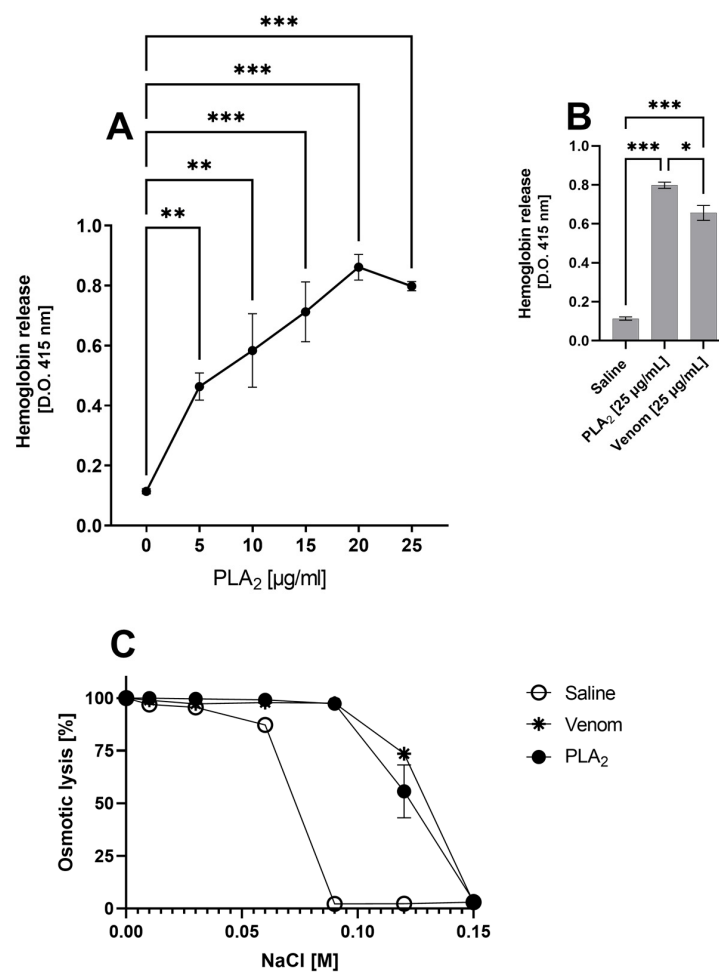 ***
***
A
***
**
**
1.0
0.8
0.6
0.4
0.2
0.0
Hemoglobin release
[D.O. 415 nm]
0 5 10 15 20 25
PLA₂ [µg/ml]
B
***
*** *
1.0
0.8
0.6
0.4
0.2
0.0
Hemoglobin release
[D.O. 415 nm]
Saline
PLA₂ [25 µg/mL]
Venom [25 µg/mL]
C
100
75
50
25
0
Osmotic lysis [%]
0.00 0.05 0.10 0.15
NaCl [M]
Saline
Venom
PLA₂